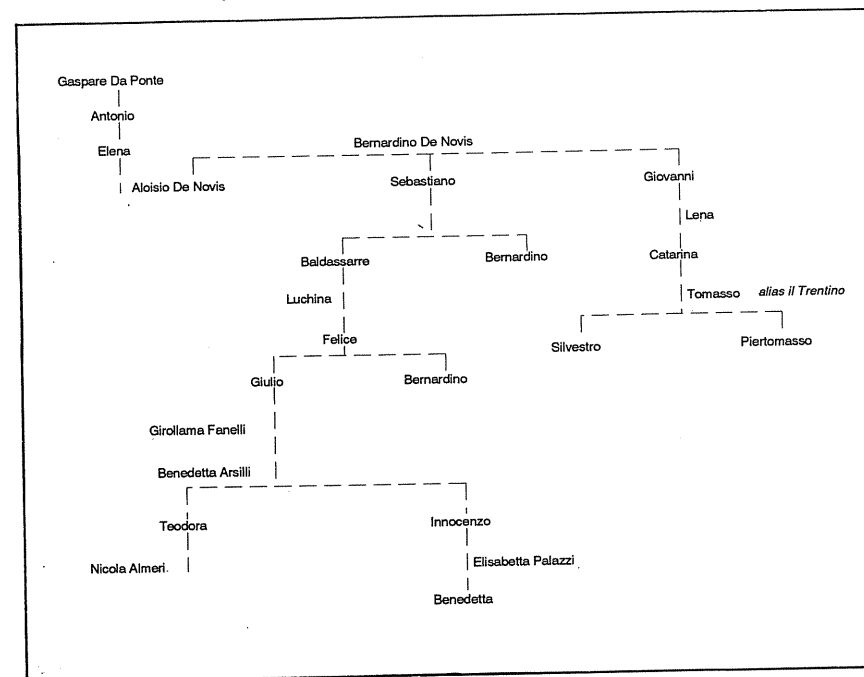 Gaspare Da Ponte
Antonio
Bernardino De Novis
Elena
Aloisio De Novis
Sebastiano
Giovanni
Lena
Baldassarre
Bernardino
Catarina
Luchina
Tomasso alias il Trentino
Felice
Silvestro
Piertomasso
Giulio
Bernardino
Girollama Fanelli
Benedetta Arsilli
Teodora
Innocenzo
Nicola Almeri
Elisabetta Palazzi
Benedetta